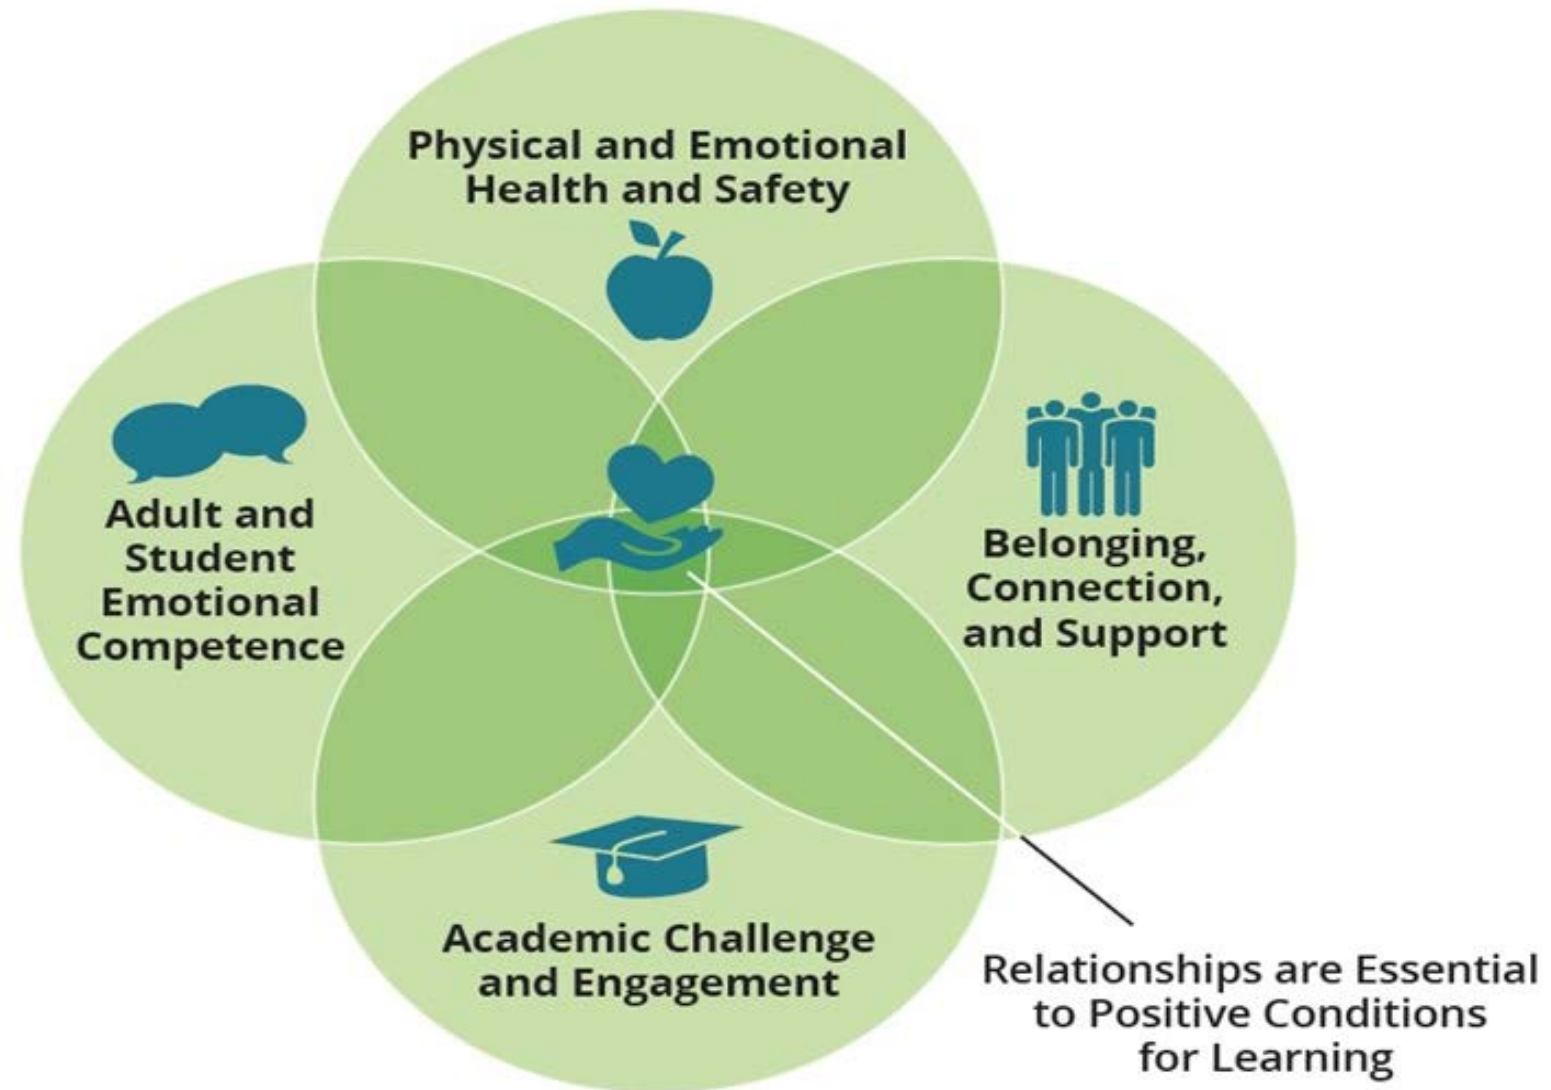 Physical and Emotional
Health and Safety
Adult and
Student
Emotional
Competence
Belonging,
Connection,
and Support
Academic Challenge
and Engagement
Relationships are Essential
to Positive Conditions
for Learning